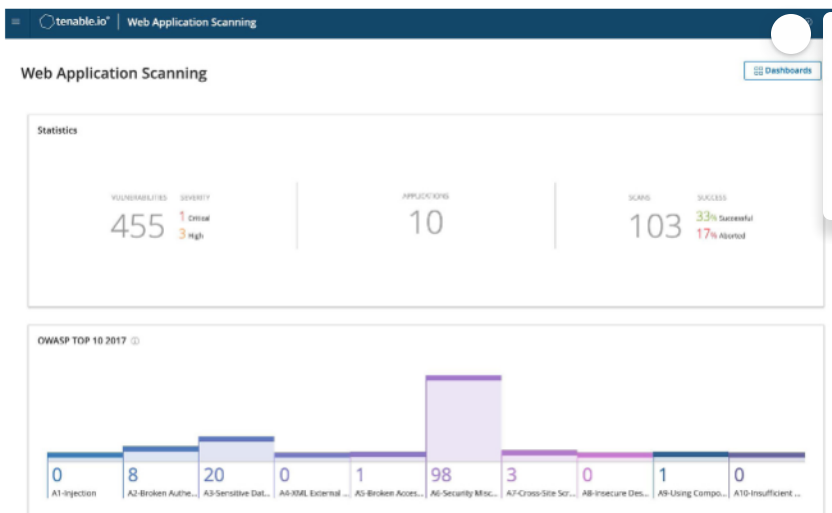 tenable.io® Web Application Scanning
Web Application Scanning
Dashboards
Statistics
VULNERABILITIES SEVERITY
455 1 Critical
3 High
APPLICATIONS
10
SCANS SUCCESS
103 33% Successful
17% Aborted
OWASP TOP 10 2017
0 8 20 0 1 98 3 0 1 0
A1-Injection A2-Broken Authe... A3-Sensitive Dat... A4-XML External ... A5-Broken Acces... A6-Security Misc... A7-Cross-Site Scr... A8-Insecure Des... A9-Using Compo... A10-Insufficient ...